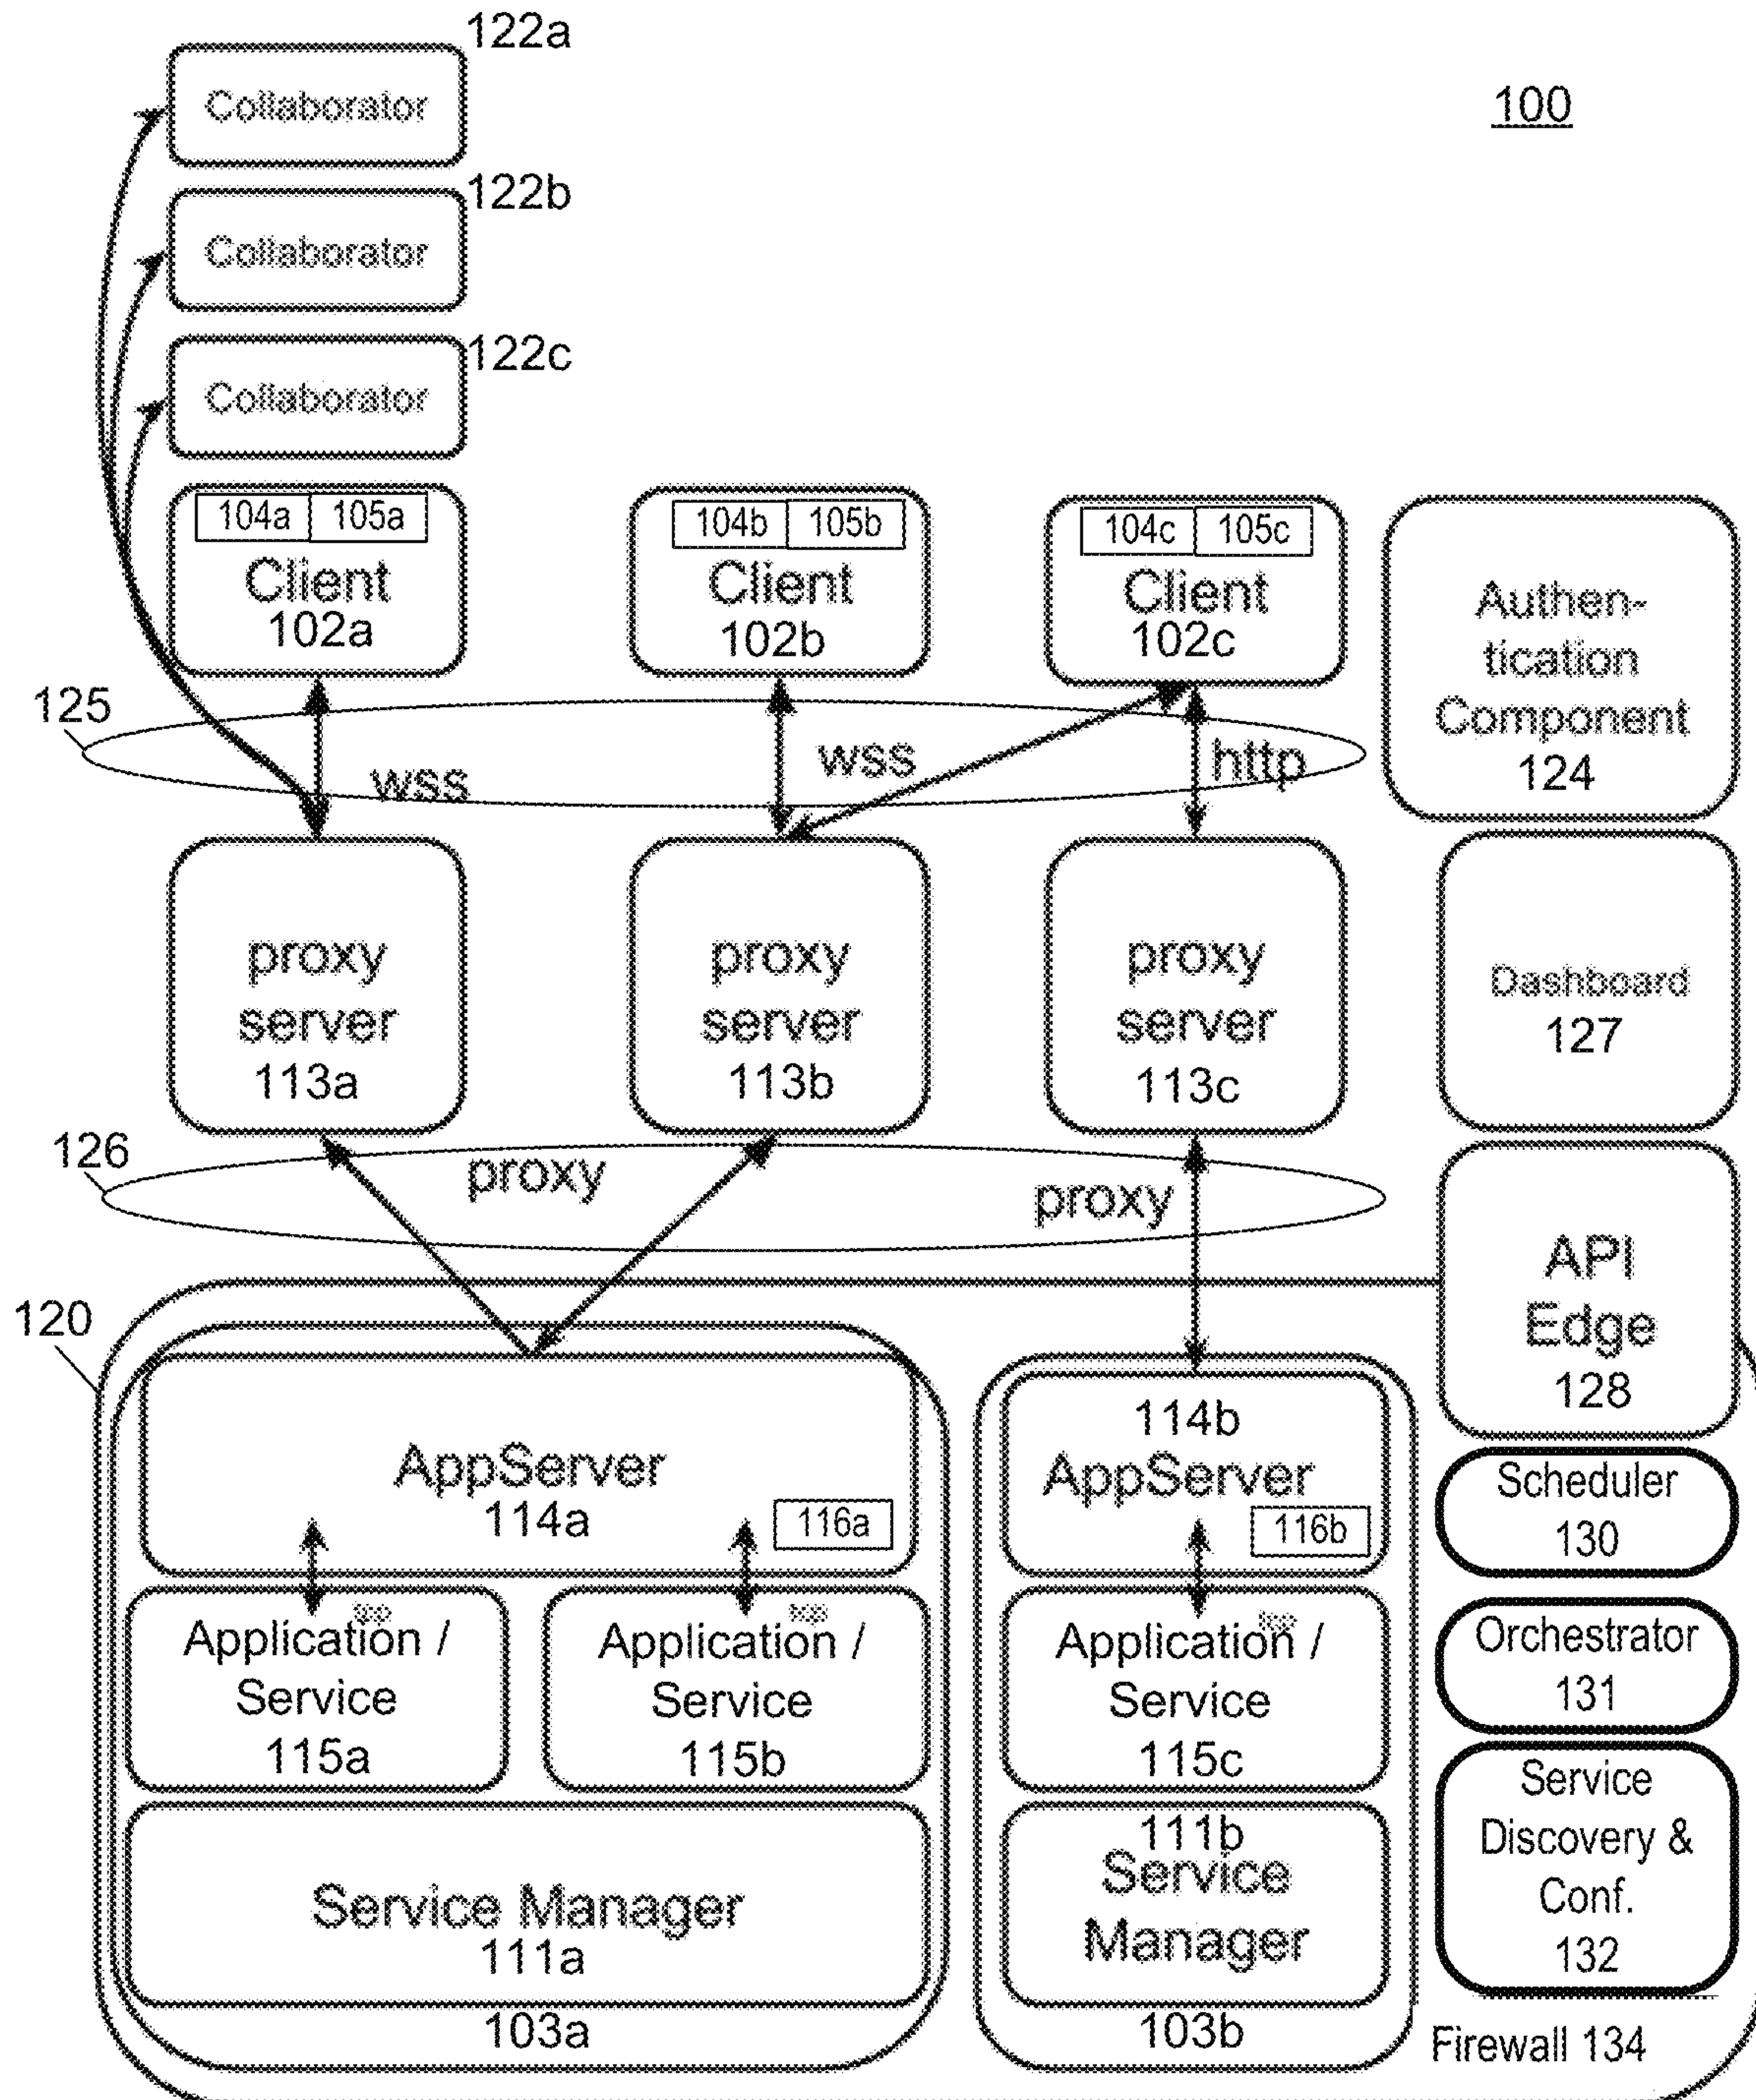 122a
Collaborator
100
122b
Collaborator
122c
Collaborator
104a 105a
Client
102a
104b 105b
Client
102b
104c 105c
Client
102c
Authen-
tication
Component
124
125
wss
wss
http
proxy
server
113a
proxy
server
113b
proxy
server
113c
Dashboard
127
126
proxy
proxy
API
Edge
128
120
AppServer
114a
116a
114b
AppServer
116b
Scheduler
130
Application /
Service
115a
Application /
Service
115b
Application /
Service
115c
Orchestrator
131
Service Manager
111a
111b
Service
Manager
Service
Discovery &
Conf.
132
103a
103b
Firewall 134